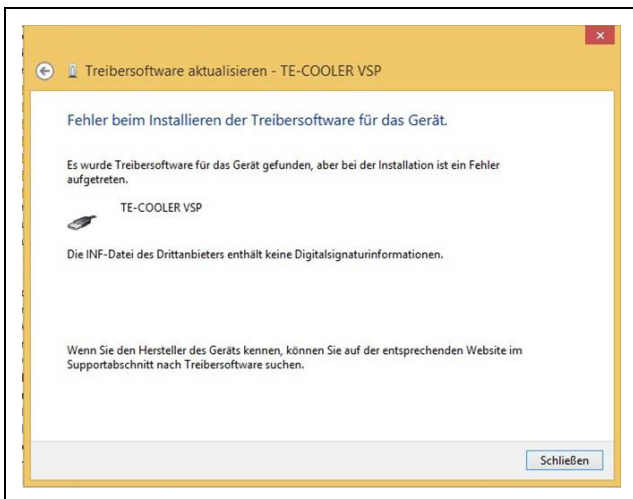 Treibersoftware aktualisieren - TE-COOLER VSP
Fehler beim Installieren der Treibersoftware für das Gerät.
Es wurde Treibersoftware für das Gerät gefunden, aber bei der Installation ist ein Fehler
aufgetreten.
TE-COOLER VSP
Die INF-Datei des Drittanbieters enthält keine Digitalsignaturinformationen.
Wenn Sie den Hersteller des Geräts kennen, können Sie auf der entsprechenden Website im
Supportabschnitt nach Treibersoftware suchen.
Schließen